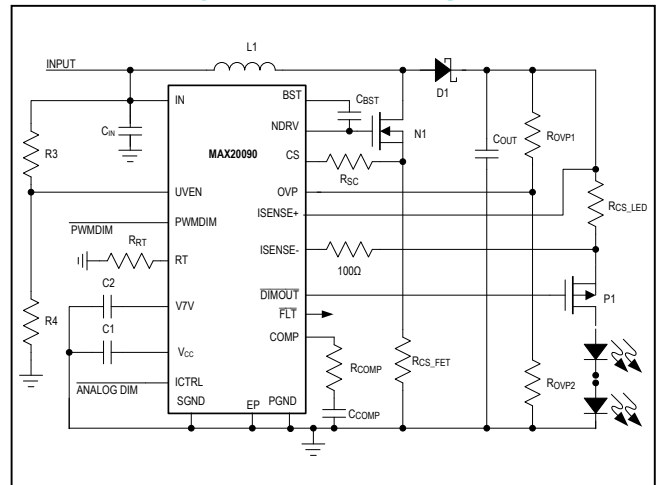 L1
INPUT
D1
IN
BST
CBST
CIN
NDRV
N1
COUT
ROVP1
R3
MAX20090
CS
RSC
UVEN
OVP
ISENSE+
RCS_LED
PWMDIM
PWMDIM
RRT
RT
ISENSE-
100Ω
P1
C2
V7V
DIMOUT
FLT
R4
C1
VCC
COMP
RCOMP
RCS_FET
ROVP2
ANALOG DIM
ICTRL
SGND
EP
PGND
CCOMP